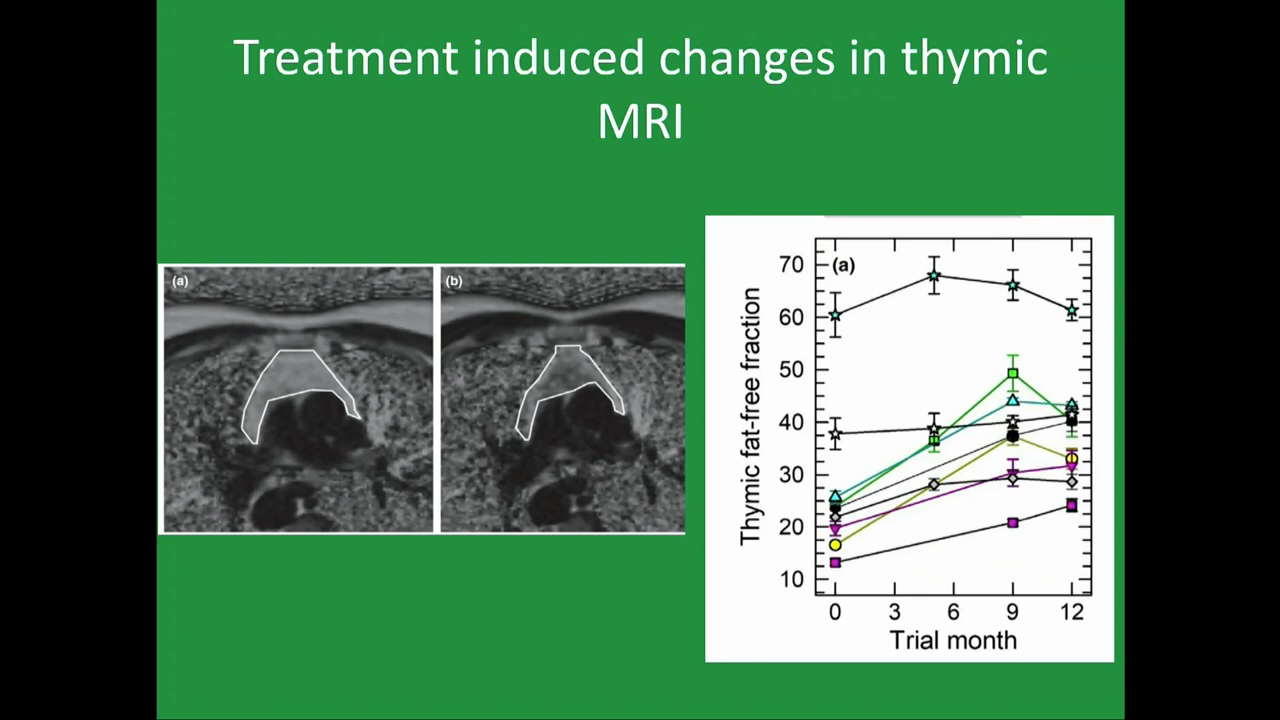 Treatment induced changes in thymic
MRI
(a)
(b)
(a)
Thymic fat-free fraction
70
60
50
40
30
20
10
0 3 6 9 12
Trial month